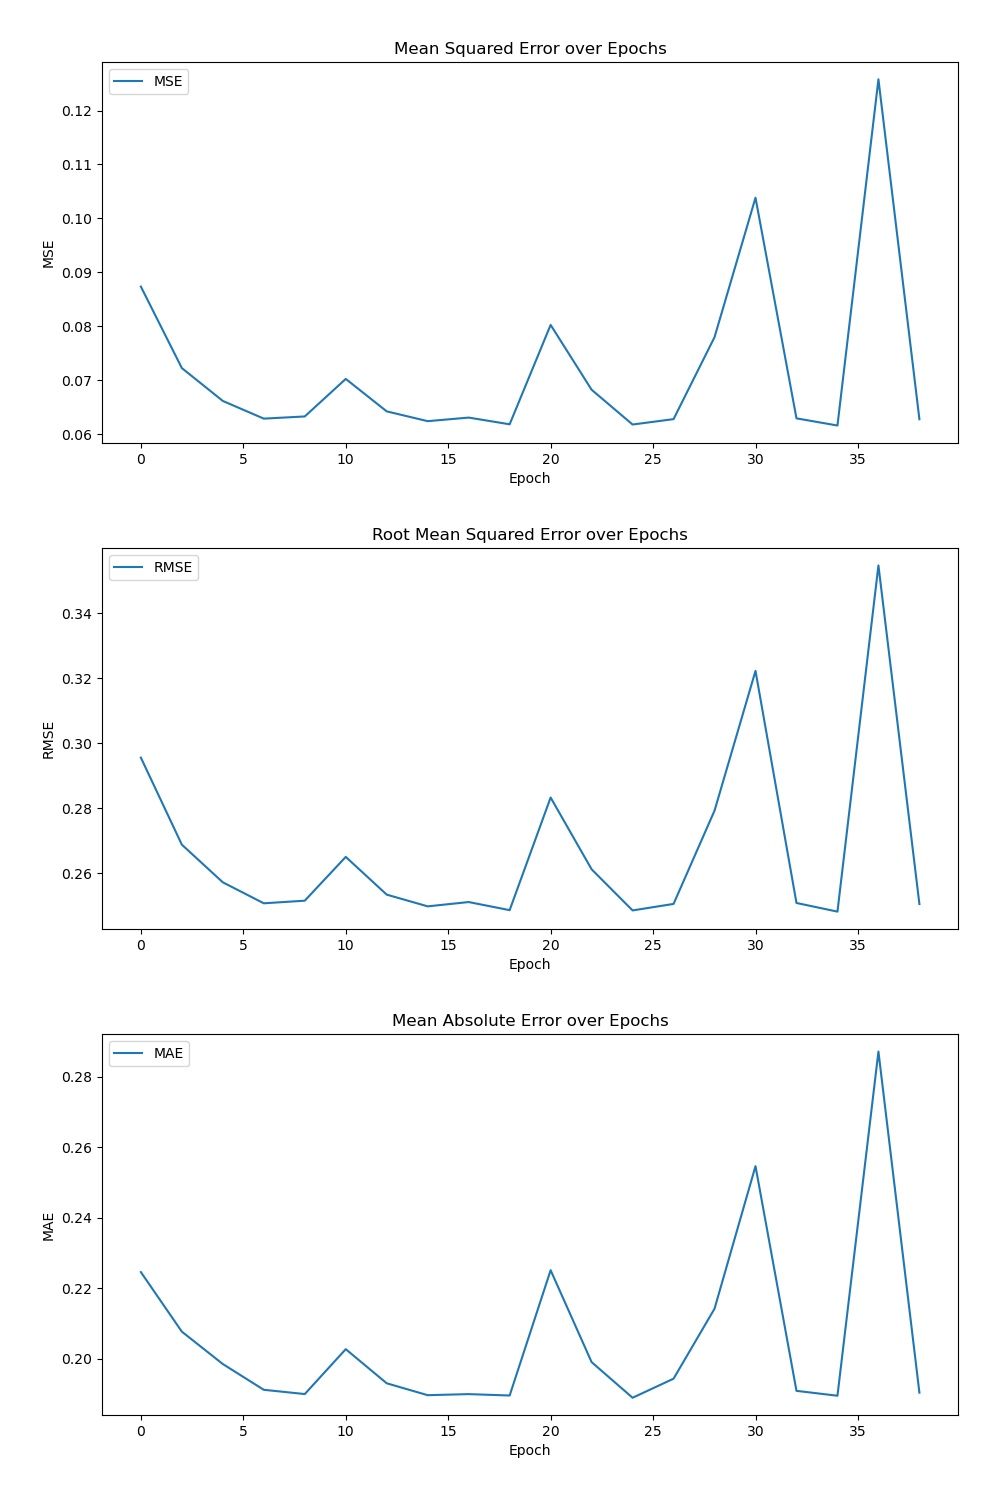 Mean Squared Error over Epochs
MSE
0.12
0.11
0.10
0.09
0.08
0.07
0.06
MSE
0 5 10 15 20 25 30 35
Epoch
Root Mean Squared Error over Epochs
RMSE
0.34
0.32
0.30
0.28
0.26
RMSE
0 5 10 15 20 25 30 35
Epoch
Mean Absolute Error over Epochs
MAE
0.28
0.26
0.24
0.22
0.20
MAE
0 5 10 15 20 25 30 35
Epoch